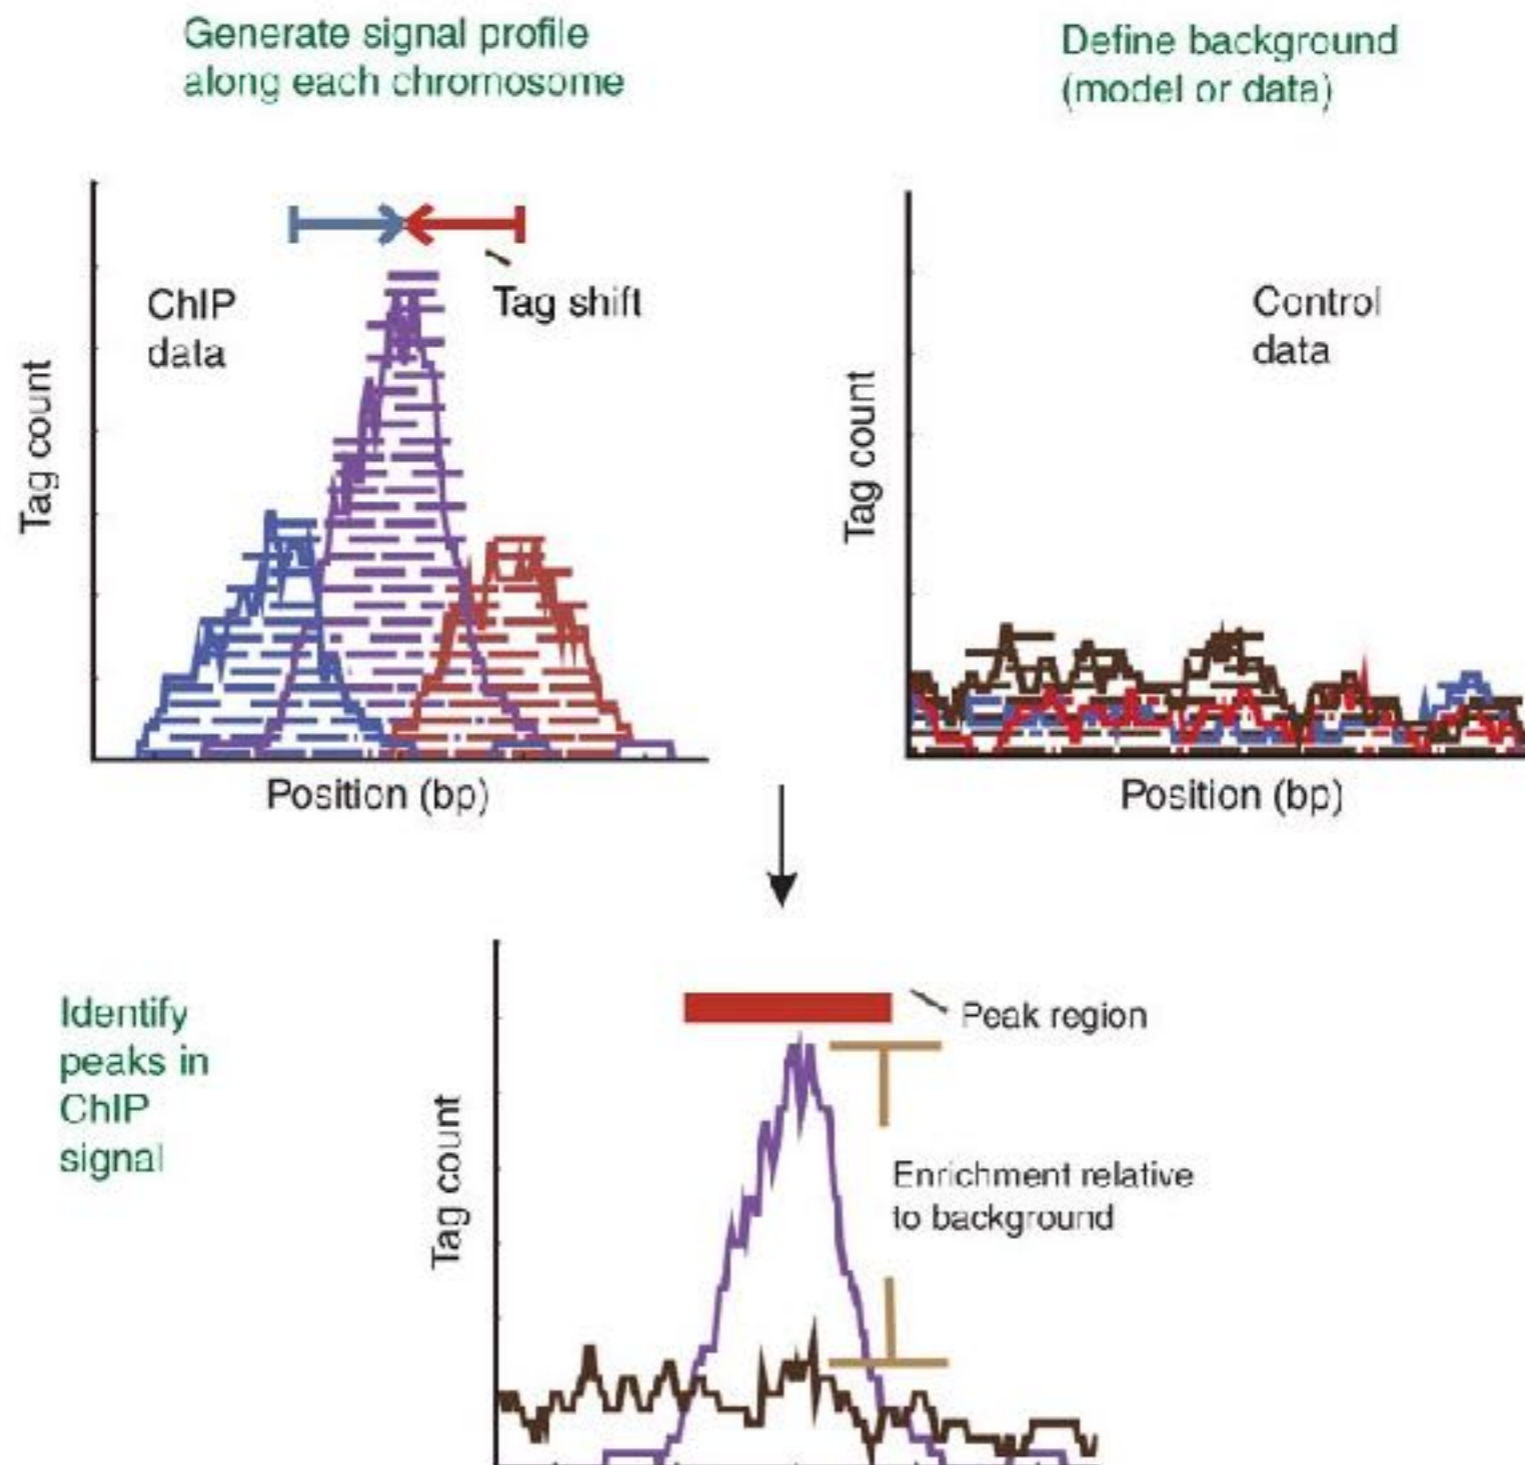 Generate signal profile
along each chromosome
Define background
(model or data)
ChIP
data
Tag shift
Tag count
Position (bp)
Control
data
Tag count
Position (bp)
Identify
peaks in
ChIP
signal
Peak region
Tag count
Enrichment relative
to background